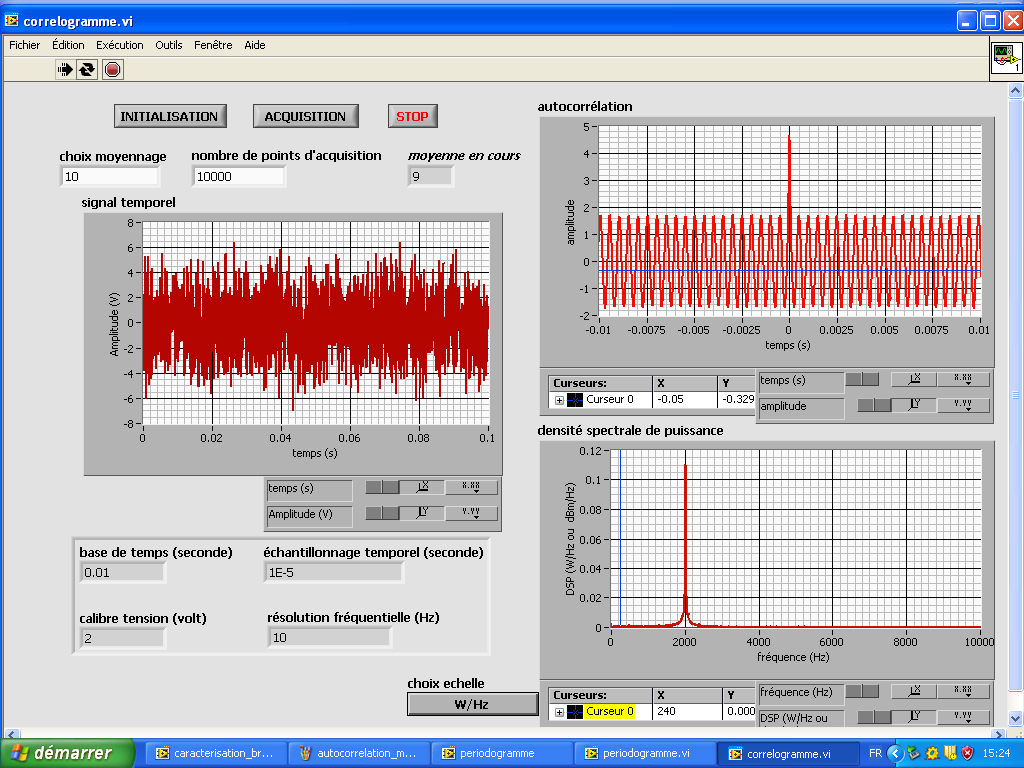 correlogramme.vi
Fichier Édition Exécution Outils Fenêtre Aide
1
INITIALISATION ACQUISITION STOP
choix moyennage nombre de points d'acquisition moyenne en cours
10 10000 9
signal temporel
8
6
4
2
0
-2
-4
-6
-8
Amplitude (V)
0 0.02 0.04 0.06 0.08 0.1
temps (s)
temps (s)
Amplitude (V)
base de temps (seconde) échantillonnage temporel (seconde)
0.01 1E-5
calibre tension (volt) résolution fréquentielle (Hz)
2 10
choix echelle
W/Hz
autocorrélation
5
4
3
2
1
0
-1
-2
amplitude
-0.01 -0.0075 -0.005 -0.0025 0 0.0025 0.005 0.0075 0.01
temps (s)
Curseurs: X Y
Curseur 0 -0.05 -0.329
temps (s)
amplitude
densité spectrale de puissance
0.12
0.1
0.08
0.06
0.04
0.02
0
DSP (W/Hz ou dBm/Hz)
0 2000 4000 6000 8000 10000
fréquence (Hz)
Curseurs: X Y
Curseur 0 240 0.000
fréquence (Hz)
DSP (W/Hz ou
démarrer caracterisation_br... autocorrelation_m... periodogramme periodogramme.vi correlogramme.vi FR 15:24